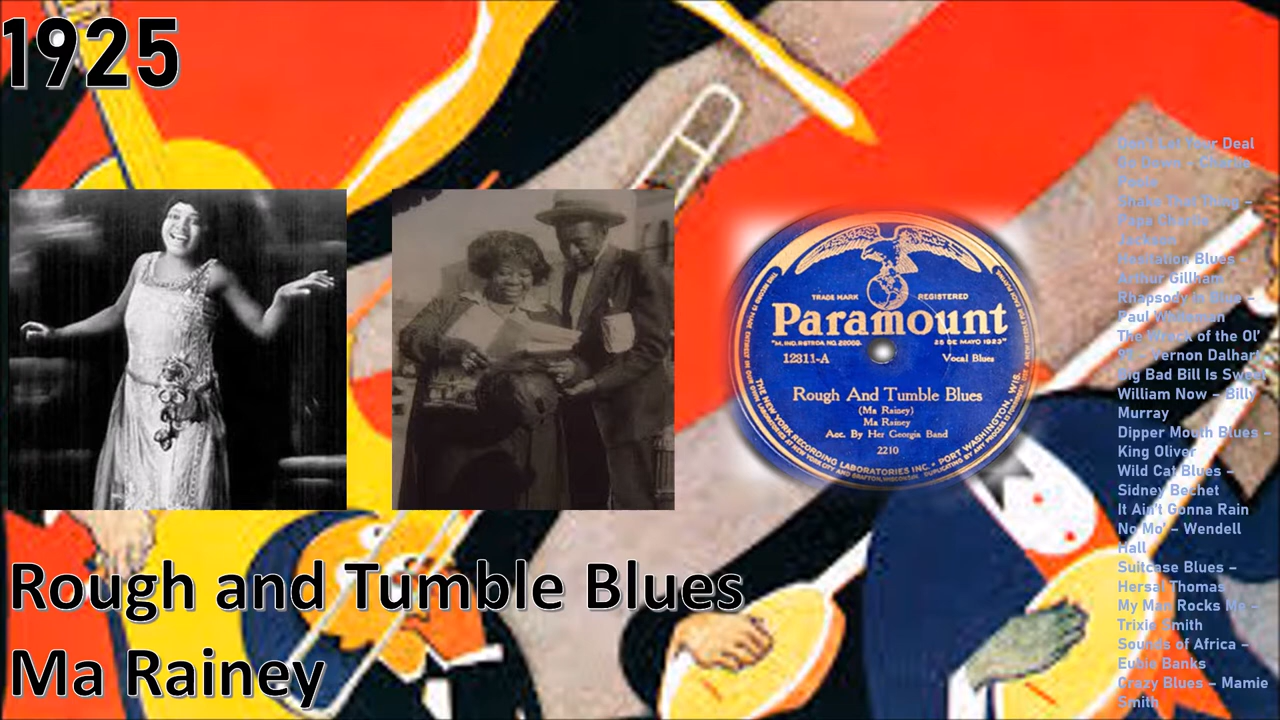 1925
TRADE MARK REGISTERED
Paramount
12311-A Vocal Blues
Rough And Tumble Blues
(Ma Rainey)
Ma Rainey
Acc. By Her Georgia Band
2210
THE NEW YORK RECORDING LABORATORIES INC. • PORT WASHINGTON, WIS.
Rough and Tumble Blues
Ma Rainey
Don't Let Your Deal
Go Down – Charlie
Poole
Shake That Thing –
Papa Charlie
Jackson
Hesitation Blues –
Arthur Gillham
Rhapsody in Blue –
Paul Whiteman
The Wreck of the Ol'
97 – Vernon Dalhart
Big Bad Bill Is Sweet
William Now – Billy
Murray
Dipper Mouth Blues –
King Oliver
Wild Cat Blues –
Sidney Bechet
It Ain't Gonna Rain
No Mo' – Wendell
Hall
Suitcase Blues –
Hersal Thomas
My Man Rocks Me –
Trixie Smith
Sounds of Africa –
Eubie Banks
Crazy Blues – Mamie
Smith